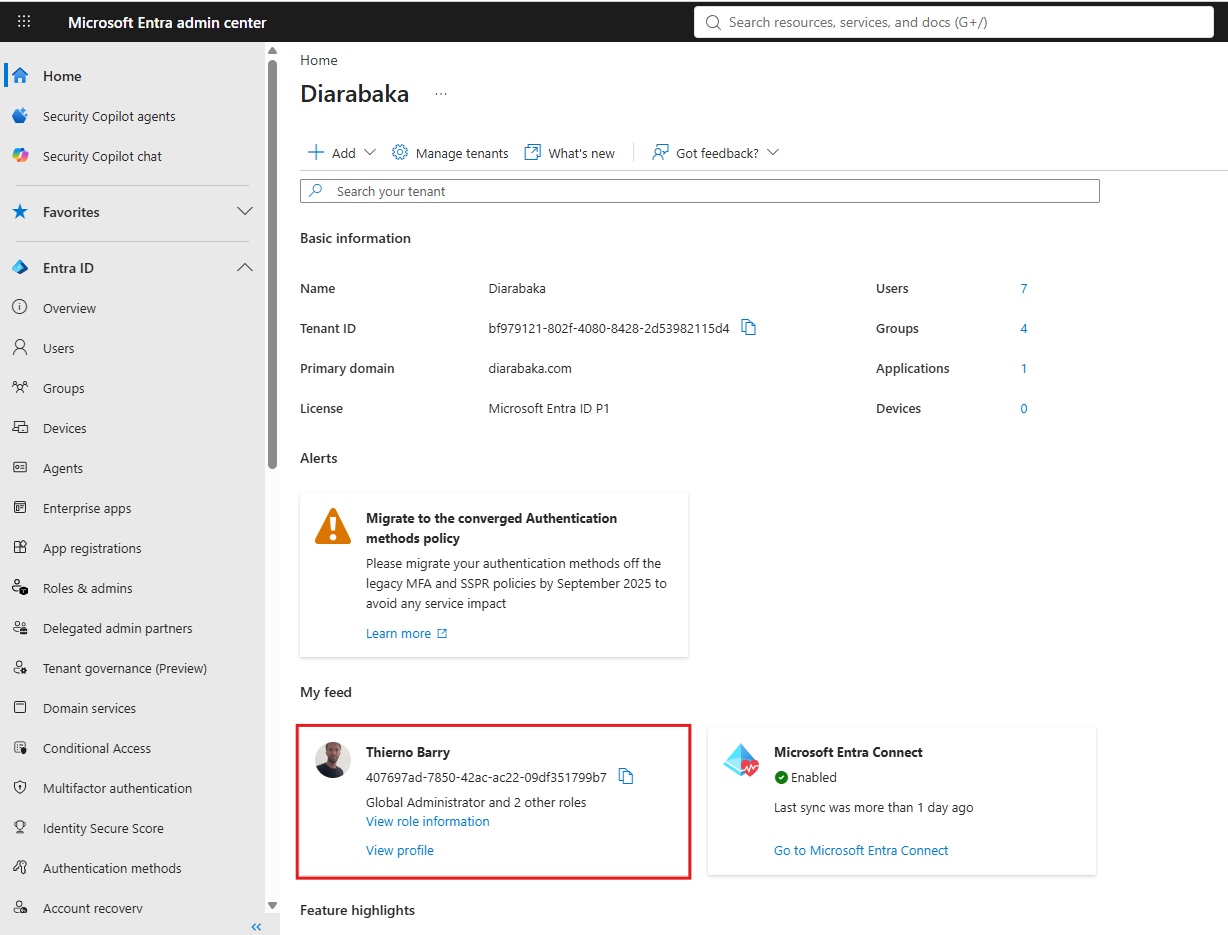 Microsoft Entra admin center
Search resources, services, and docs (G+/)
Home
Security Copilot agents
Security Copilot chat
Favorites
Entra ID
Overview
Users
Groups
Devices
Agents
Enterprise apps
App registrations
Roles & admins
Delegated admin partners
Tenant governance (Preview)
Domain services
Conditional Access
Multifactor authentication
Identity Secure Score
Authentication methods
Account recovery
Home
Diarabaka
Add
Manage tenants
What's new
Got feedback?
Search your tenant
Basic information
Name Diarabaka Users 7
Tenant ID bf979121-802f-4080-8428-2d53982115d4 Groups 4
Primary domain diarabaka.com Applications 1
License Microsoft Entra ID P1 Devices 0
Alerts
Migrate to the converged Authentication
methods policy
Please migrate your authentication methods off the
legacy MFA and SSPR policies by September 2025 to
avoid any service impact
Learn more
My feed
Thierno Barry
407697ad-7850-42ac-ac22-09df351799b7
Global Administrator and 2 other roles
View role information
View profile
Microsoft Entra Connect
Enabled
Last sync was more than 1 day ago
Go to Microsoft Entra Connect
Feature highlights